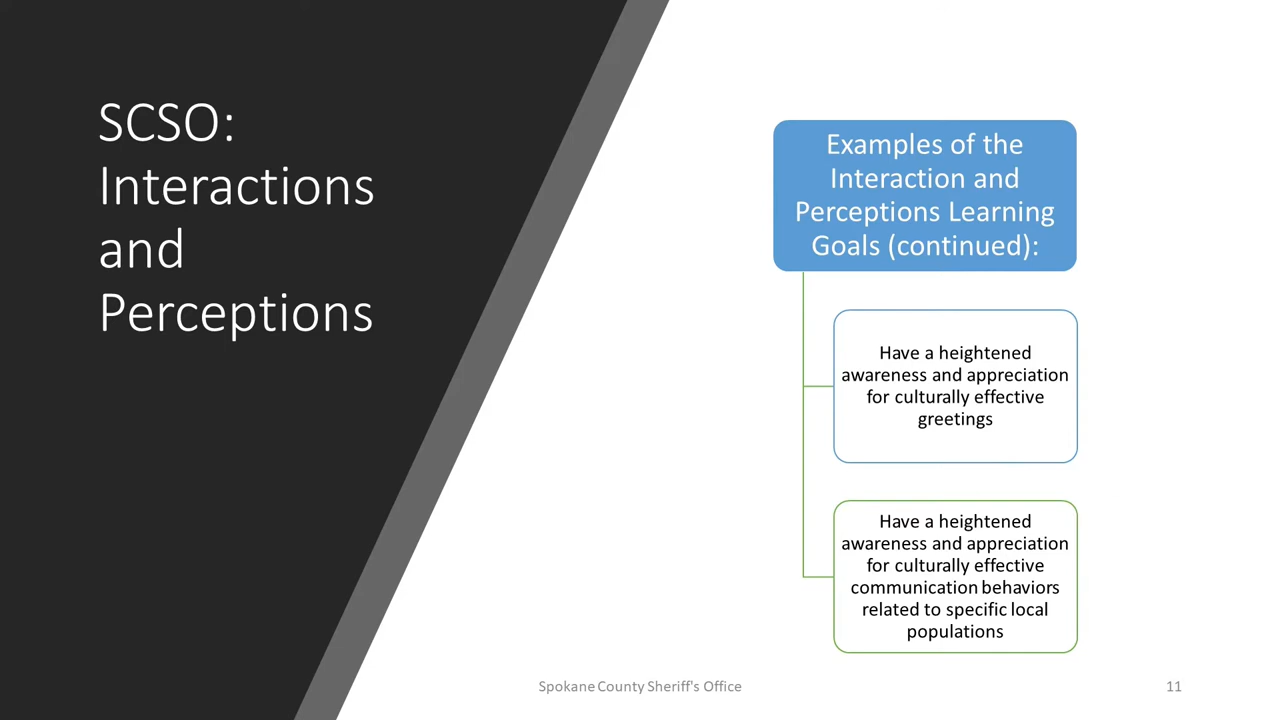 SCSO:
Interactions
and
Perceptions
Examples of the
Interaction and
Perceptions Learning
Goals (continued):
Have a heightened
awareness and appreciation
for culturally effective
greetings
Have a heightened
awareness and appreciation
for culturally effective
communication behaviors
related to specific local
populations
Spokane County Sheriff's Office
11